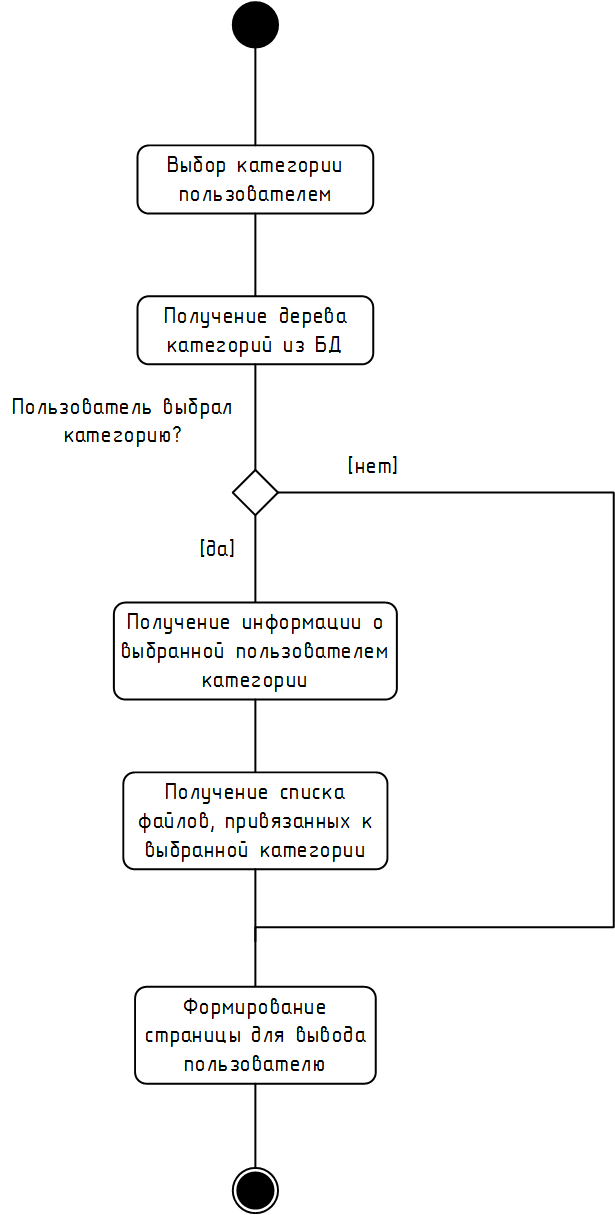 Выбор категории
пользователем
Получение дерева
категорий из БД
Пользователь выбрал
категорию?
[нет]
[да]
Получение информации о
выбранной пользователем
категории
Получение списка
файлов, привязанных к
выбранной категории
Формирование
страницы для вывода
пользователю